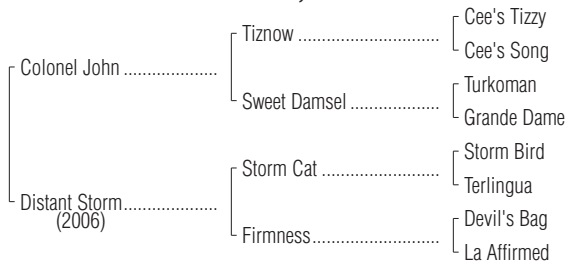 Cee's Tizzy
Tiznow ..............................
Cee's Song
Colonel John ....................
Turkoman
Sweet Damsel ...................
Grande Dame
Storm Bird
Storm Cat .........................
Terlingua
Distant Storm....................
(2006)
Devil's Bag
Firmness...........................
La Affirmed